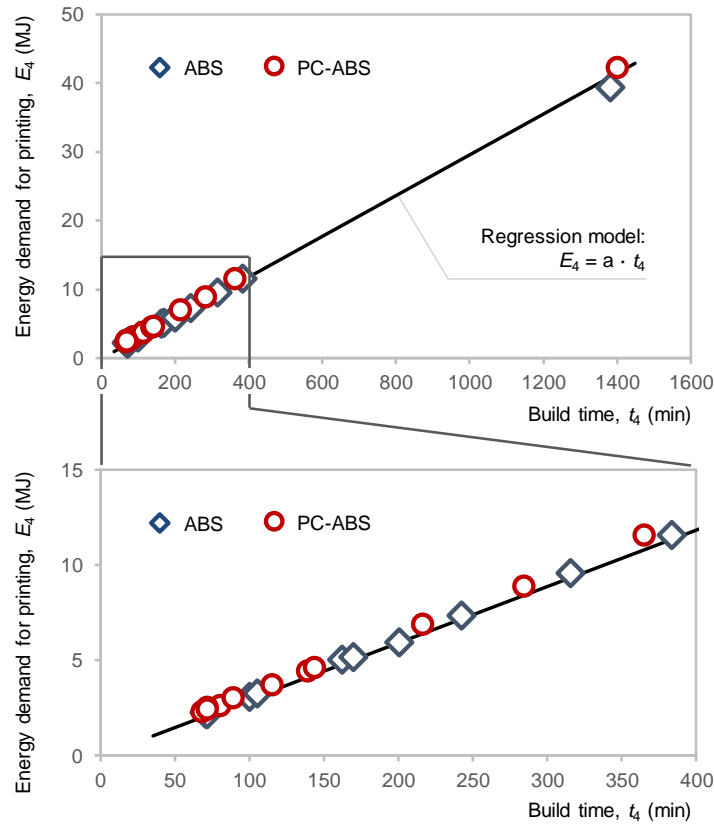 Energy demand for printing, E₄ (MJ)
50
40
30
20
10
0
ABS
PC-ABS
Regression model:
E₄ = a · t₄
0
200
400
600
800
1000
1200
1400
1600
Build time, t₄ (min)
Energy demand for printing, E₄ (MJ)
15
10
5
0
ABS
PC-ABS
0
50
100
150
200
250
300
350
400
Build time, t₄ (min)